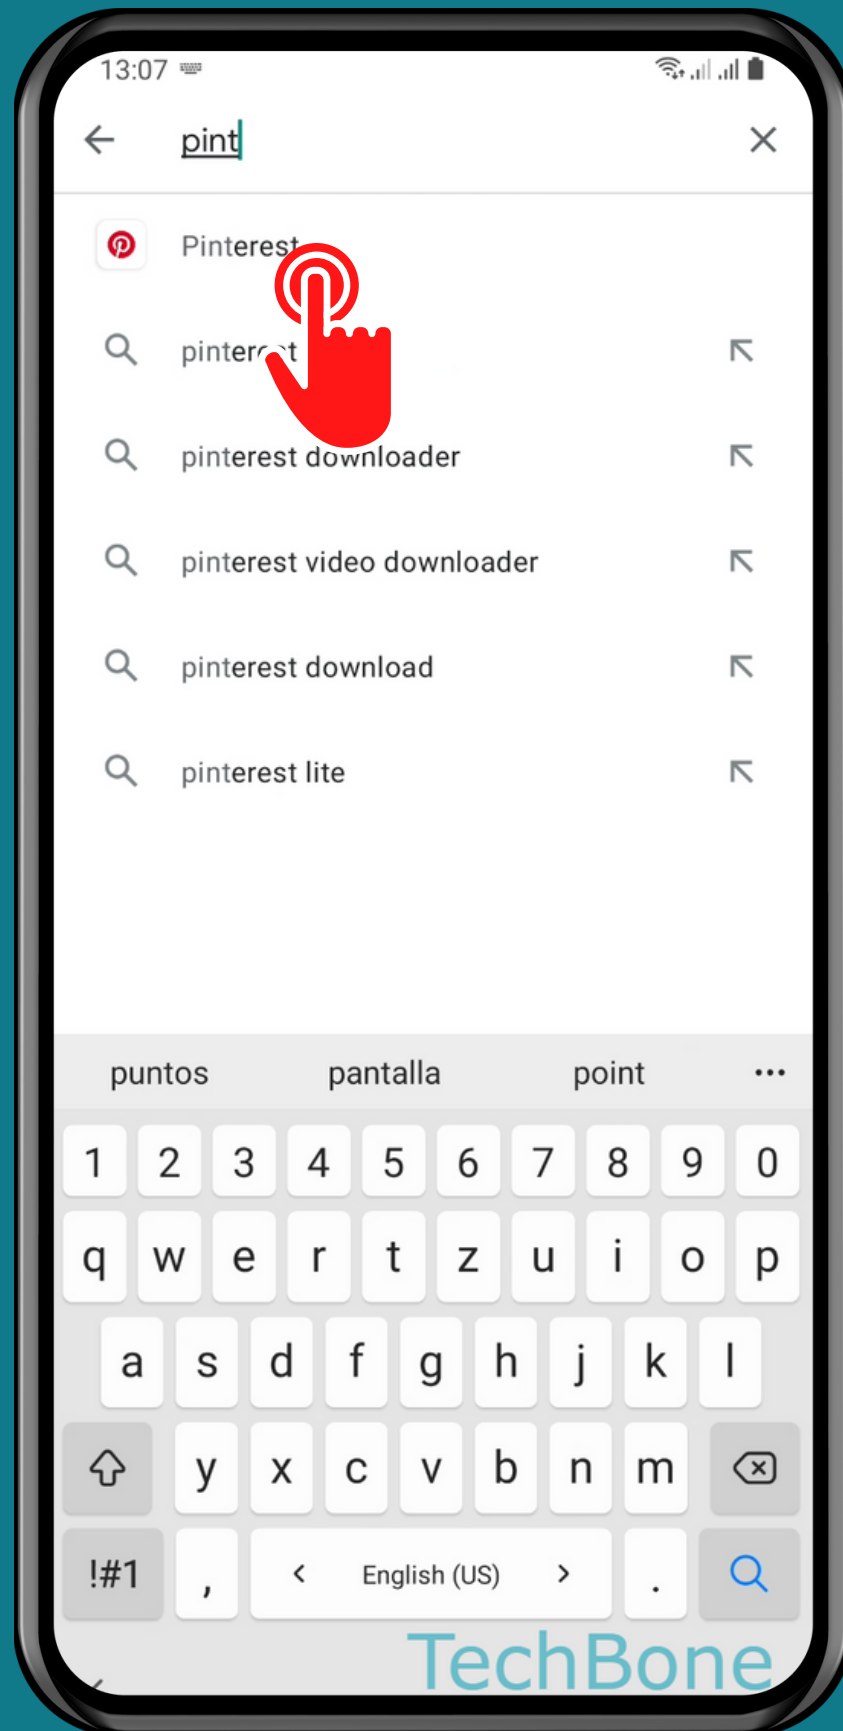 13:07
pint
Pinterest
pinterest
pinterest downloader
pinterest video downloader
pinterest download
pinterest lite
puntos pantalla point ...
1 2 3 4 5 6 7 8 9 0
q w e r t z u i o p
a s d f g h j k l
y x c v b n m
!#1 , < English (US) > .
TechBone